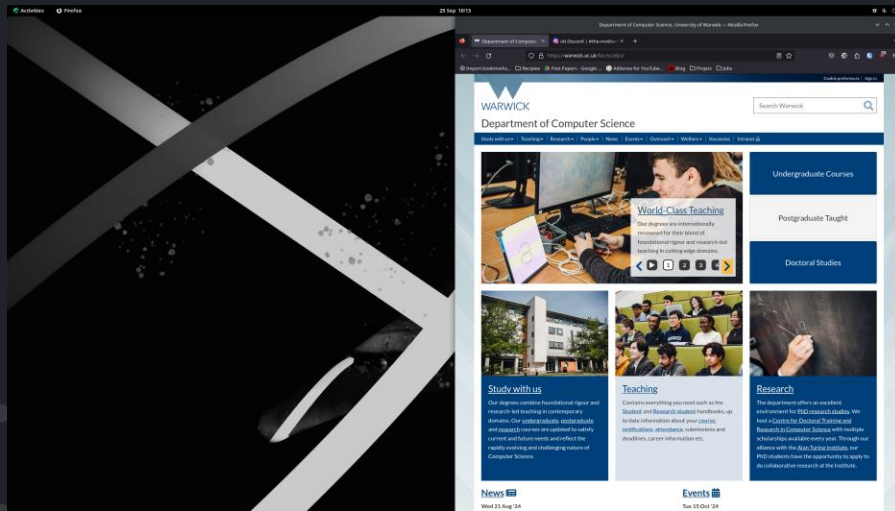 Activities Firefox 25 Sep 10:13
Department of Computer Science, University of Warwick — Mozilla Firefox
Department of Computer
(4) Discord | #the-
https://warwick.ac.uk/fac/sci/dcs/
Import bookmarks... Recipes Past Papers - Google ... AdSense for YouTube... Blog Project Jobs
Cookie preferences Sign in
WARWICK
Search Warwick
Department of Computer Science
Study with us Teaching Research People News Events Outreach Welfare Vacancies Intranet
World-Class Teaching
Our degrees are internationally
renowned for their blend of
foundational rigour and research-led
teaching in cutting edge domains.
1 2 3 4
Undergraduate Courses
Postgraduate Taught
Doctoral Studies
Study with us
Our degrees combine foundational rigour and
research-led teaching in contemporary
domains. Our undergraduate, postgraduate
and research courses are updated to satisfy
current and future needs and reflect the
rapidly evolving and challenging nature of
Computer Science.
Teaching
Contains everything you need such as the
Student and Research student handbooks, up
to date information about your course,
notifications, attendance, submissions and
deadlines, career information etc.
Research
The department offers an excellent
environment for PhD research studies. We
host a Centre for Doctoral Training and
Research in Computer Science with multiple
scholarships available every year. Through our
alliance with the Alan Turing Institute, our
PhD students have the opportunity to apply to
do collaborative research at the Institute.
News
Wed 21 Aug '24
Events
Tue 15 Oct '24